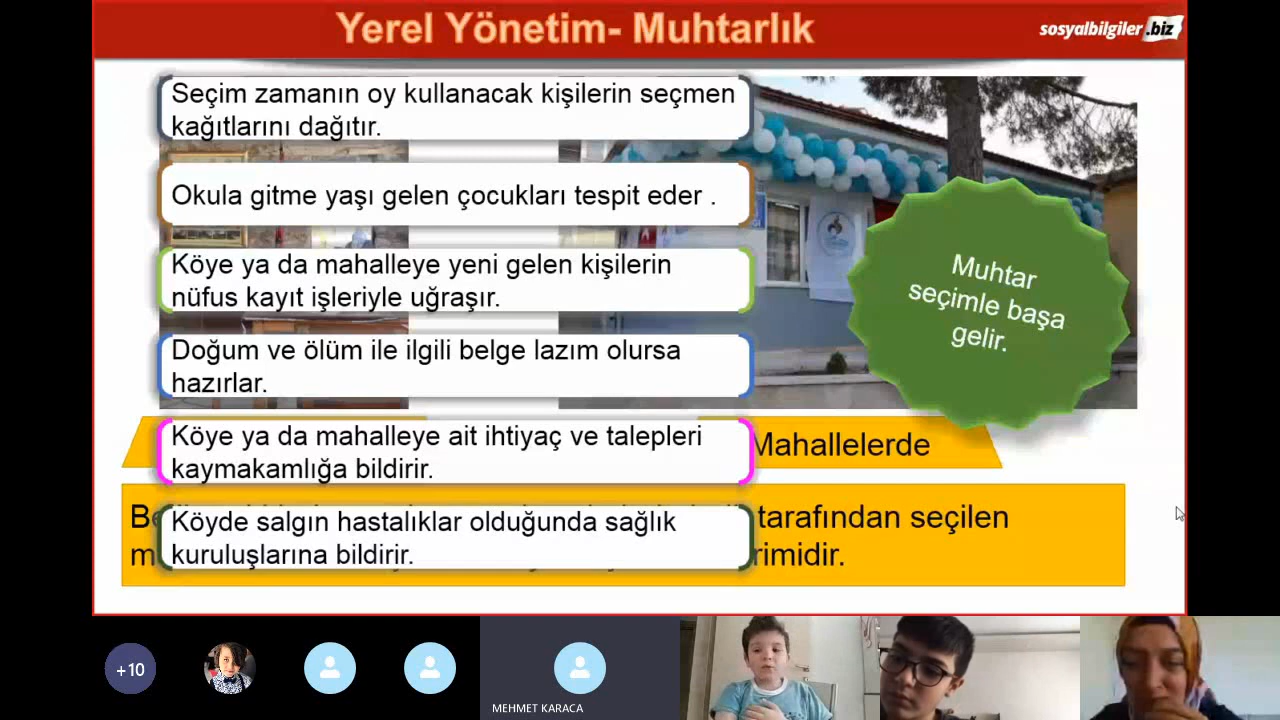 Yerel Yönetim- Muhtarlık
sosyalbilgiler.biz
Seçim zamanın oy kullanacak kişilerin seçmen
kağıtlarını dağıtır.
Okula gitme yaşı gelen çocukları tespit eder .
Köye ya da mahalleye yeni gelen kişilerin
nüfus kayıt işleriyle uğraşır.
Doğum ve ölüm ile ilgili belge lazım olursa
hazırlar.
Köye ya da mahalleye ait ihtiyaç ve talepleri
kaymakamlığa bildirir.
Köyde salgın hastalıklar olduğunda sağlık
kuruluşlarına bildirir.
Muhtar
seçimle başa
gelir.
Mahallelerde
tarafından seçilen
+10
MEHMET KARACA